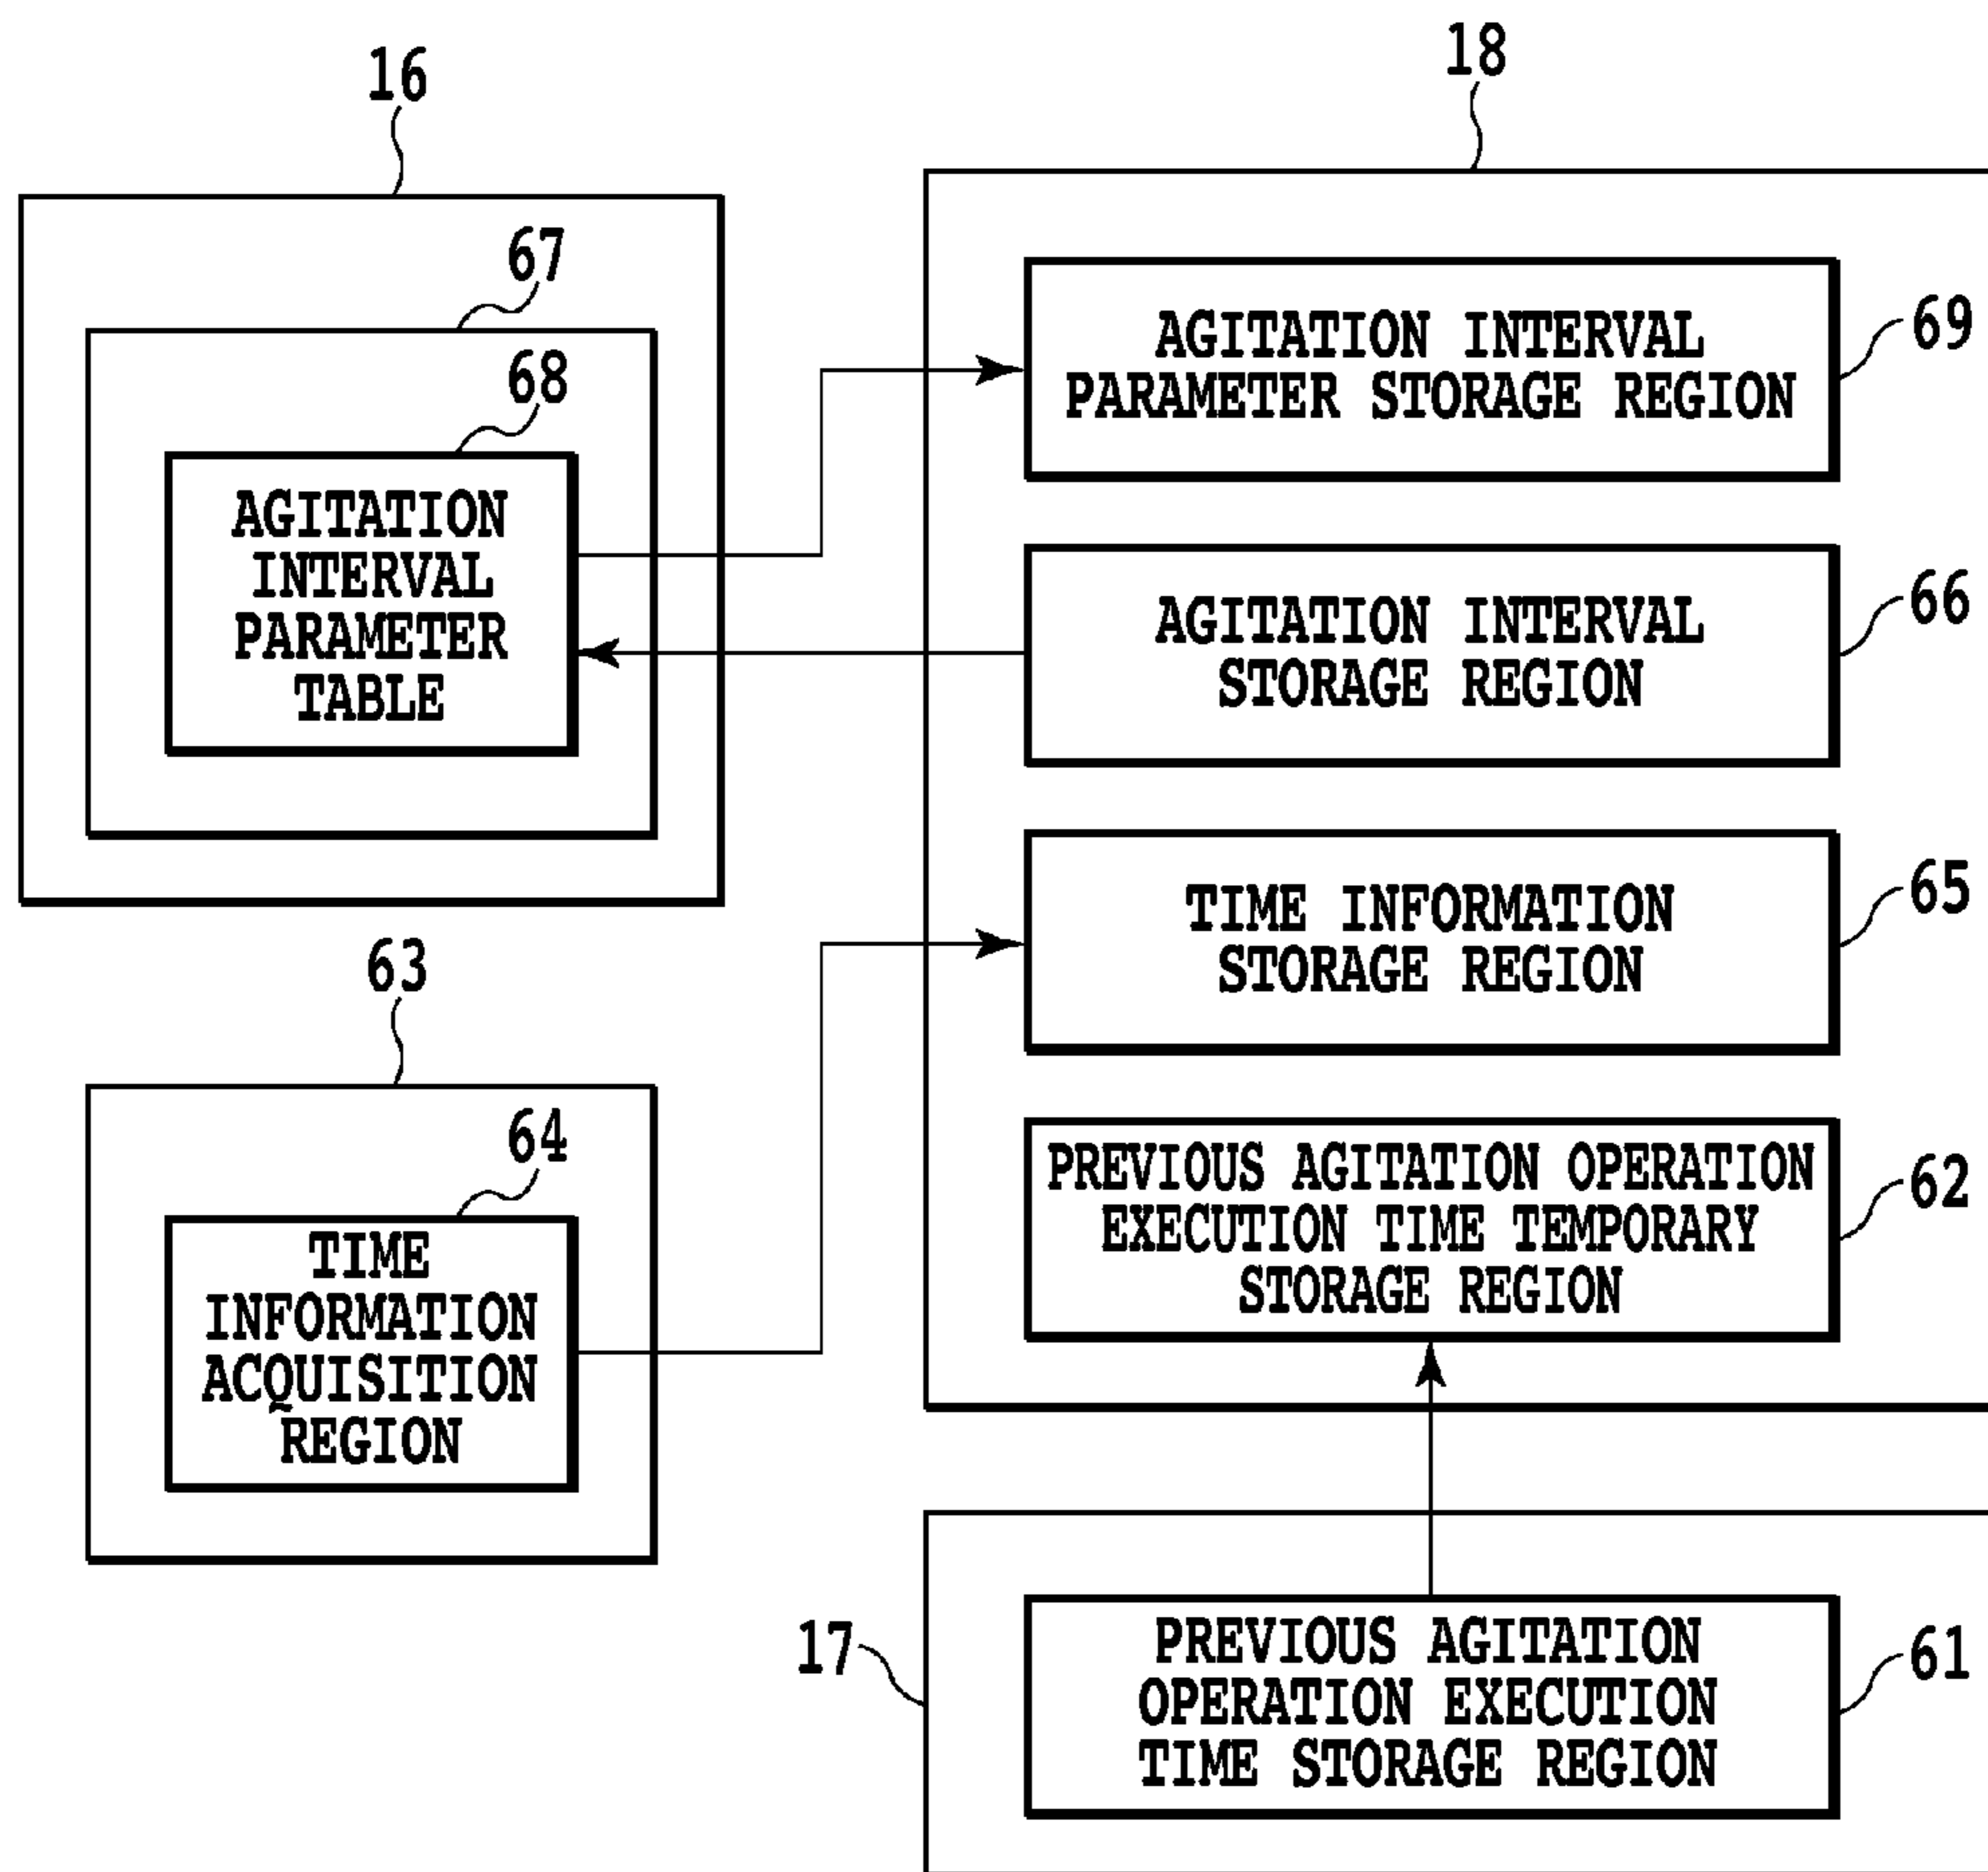 16
18
67
68
AGITATION
INTERVAL
PARAMETER
TABLE
AGITATION INTERVAL
PARAMETER STORAGE REGION
69
AGITATION INTERVAL
STORAGE REGION
66
TIME INFORMATION
STORAGE REGION
65
63
64
TIME
INFORMATION
ACQUISITION
REGION
PREVIOUS AGITATION OPERATION
EXECUTION TIME TEMPORARY
STORAGE REGION
62
17
PREVIOUS AGITATION
OPERATION EXECUTION
TIME STORAGE REGION
61